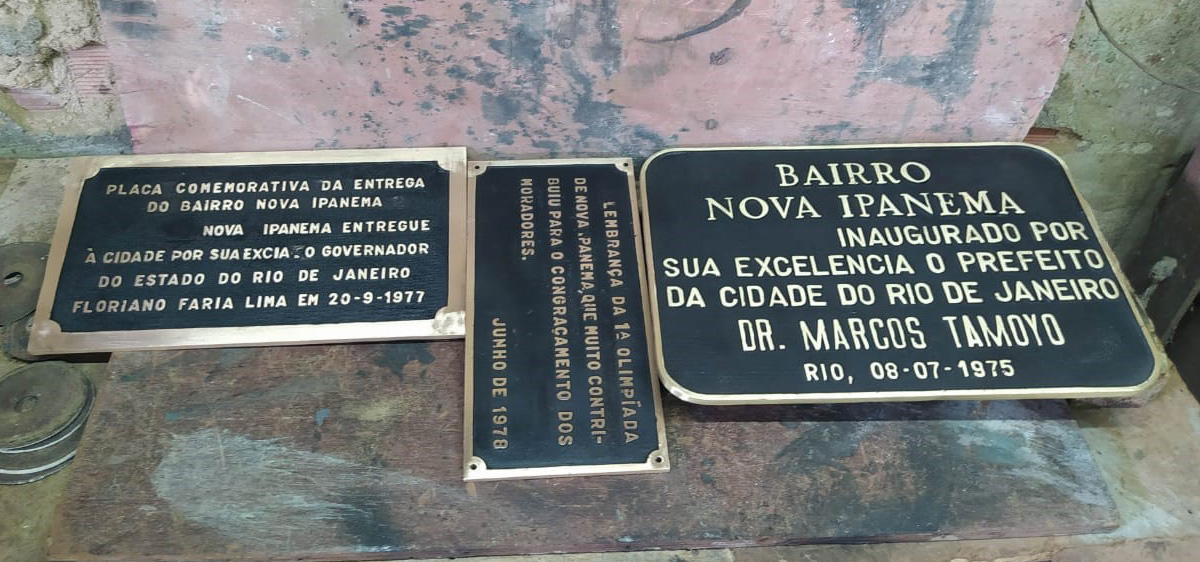 PLACA COMEMORATIVA DA ENTREGA
DO BAIRRO NOVA IPANEMA
NOVA IPANEMA ENTREGUE
À CIDADE POR SUA EXCIA. O GOVERNADOR
DO ESTADO DO RIO DE JANEIRO
FLORIANO FARIA LIMA EM 20-9-1977
LEMBRANÇA DA 1ª OLIMPÍADA
DE NOVA IPANEMA, QUE MUITO CONTRI-
BUIU PARA O CONGRAÇAMENTO DOS
MORADORES.
JUNHO DE 1978
BAIRRO
NOVA IPANEMA
INAUGURADO POR
SUA EXCELENCIA O PREFEITO
DA CIDADE DO RIO DE JANEIRO
DR. MARCOS TAMOYO
RIO, 08-07-1975